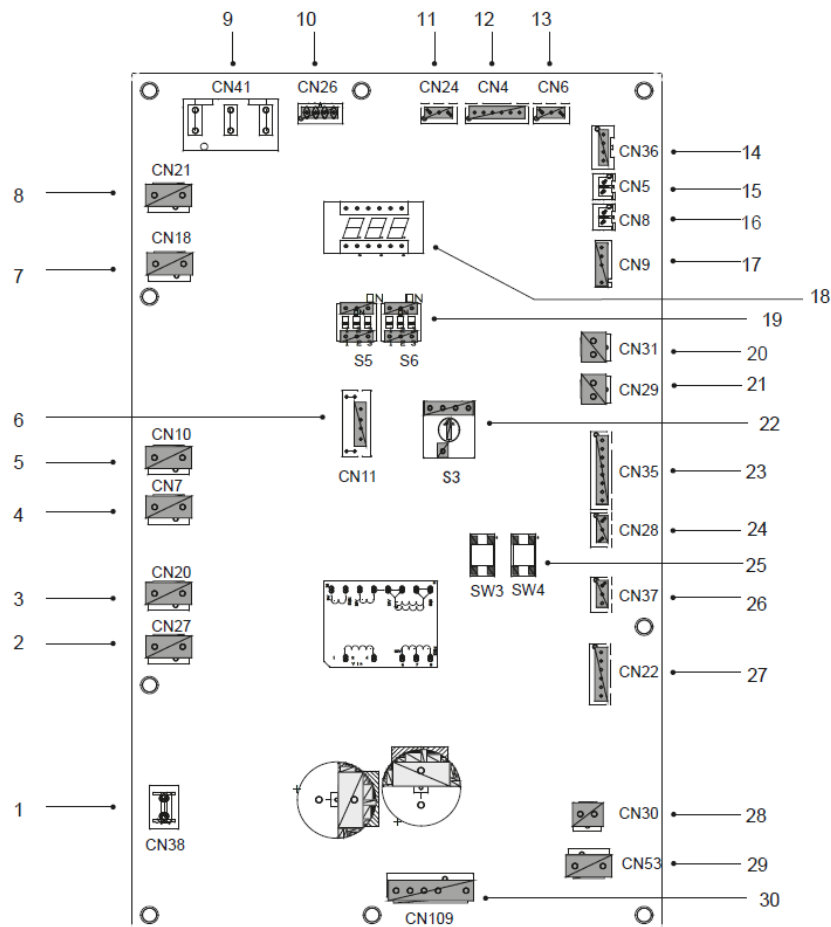 9 10 11 12 13
CN41 CN26 CN24 CN4 CN6
CN36 14
8 CN21 CN5 15
CN8 16
7 CN18 CN9 17
18
ON ON 19
S5 S6
CN31 20
CN29 21
6 22
CN11 S3
5 CN10 CN35 23
4 CN7
CN28 24
25
SW3 SW4
3 CN20 CN37 26
2 CN27
CN22 27
1 CN30 28
CN38
CN53 29
CN109 30